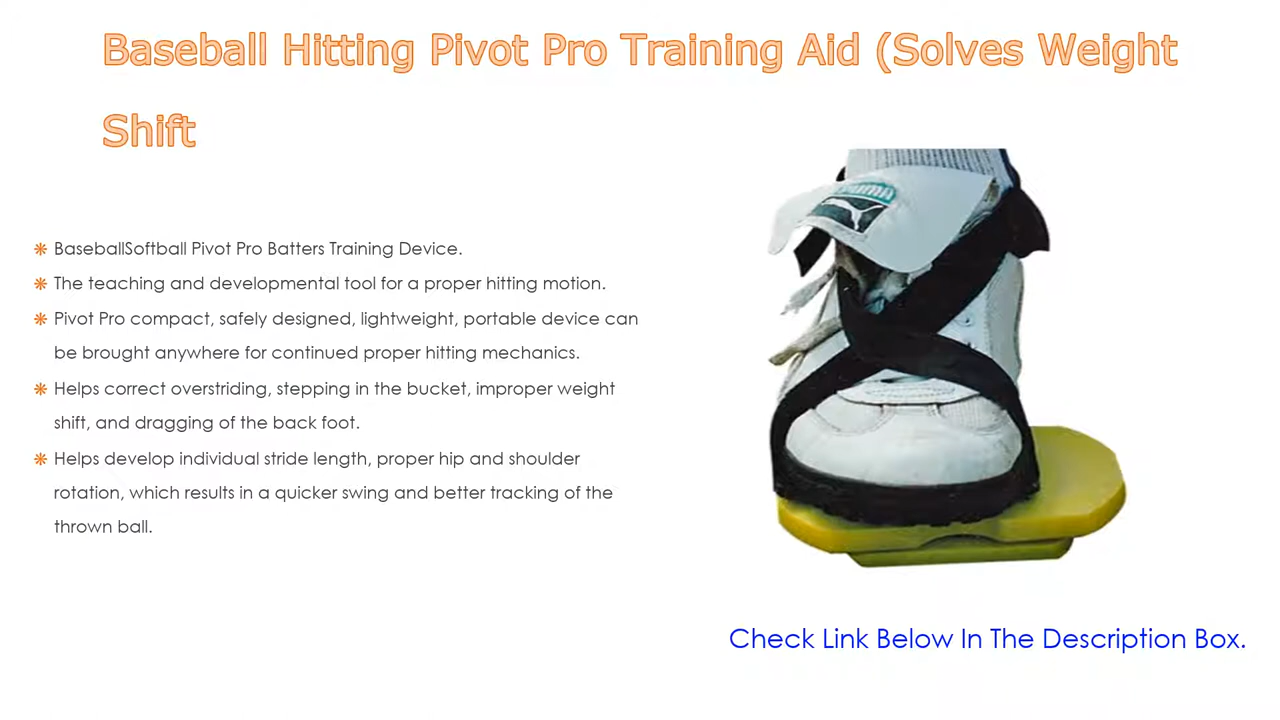 Baseball Hitting Pivot Pro Training Aid (Solves Weight
Shift
BaseballSoftball Pivot Pro Batters Training Device.
The teaching and developmental tool for a proper hitting motion.
Pivot Pro compact, safely designed, lightweight, portable device can
be brought anywhere for continued proper hitting mechanics.
Helps correct overstriding, stepping in the bucket, improper weight
shift, and dragging of the back foot.
Helps develop individual stride length, proper hip and shoulder
rotation, which results in a quicker swing and better tracking of the
thrown ball.
PUMA
Check Link Below In The Description Box.